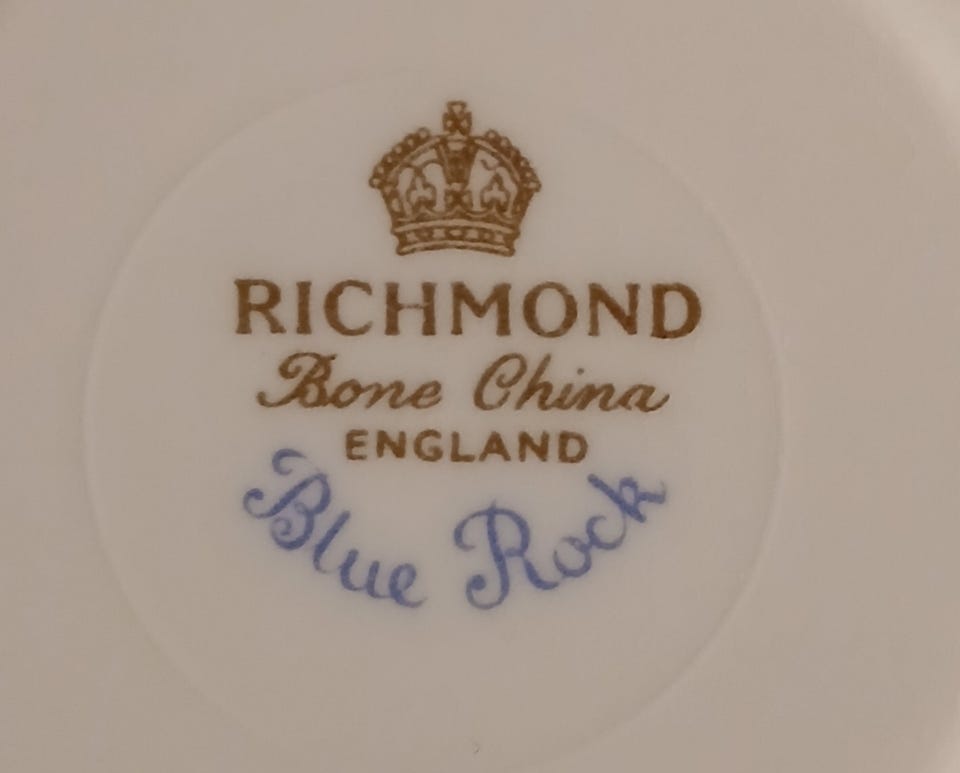 RICHMOND
Bone China
ENGLAND
Blue Rock